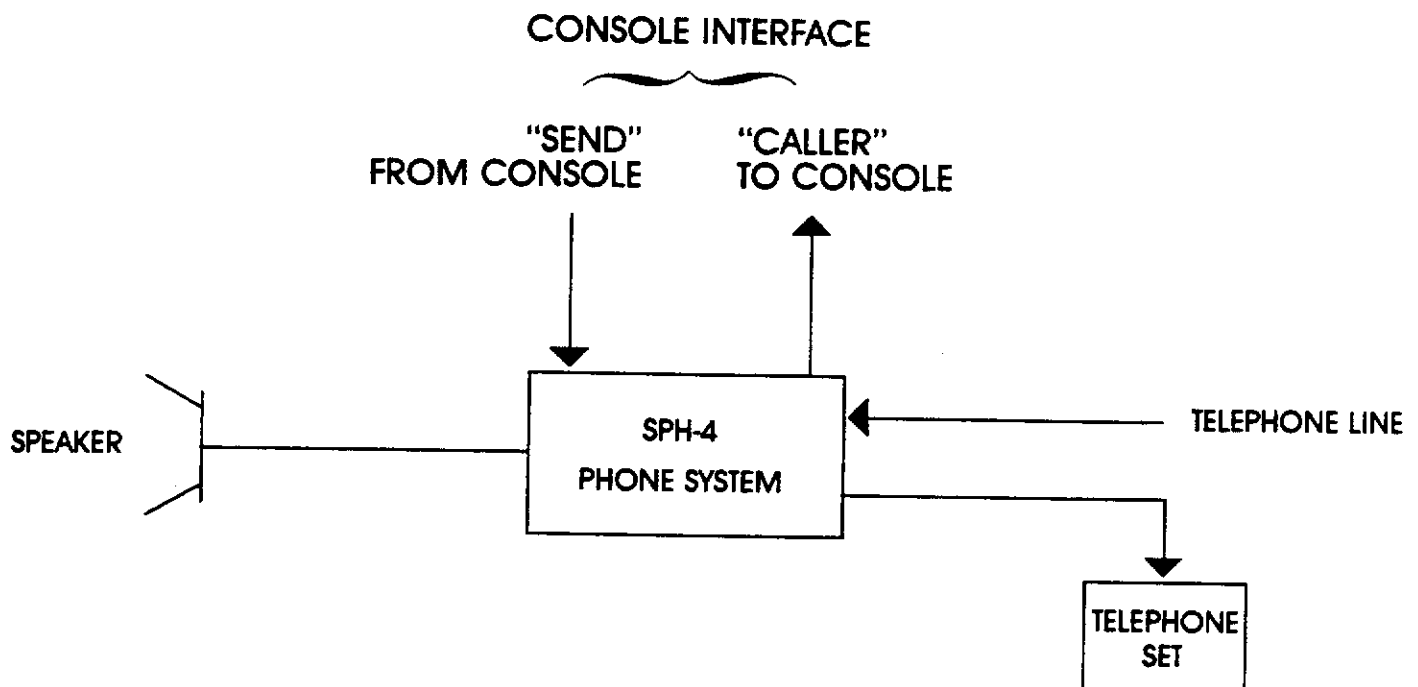 CONSOLE INTERFACE
"SEND"
FROM CONSOLE
"CALLER"
TO CONSOLE
SPEAKER
SPH-4
PHONE SYSTEM
TELEPHONE LINE
TELEPHONE
SET